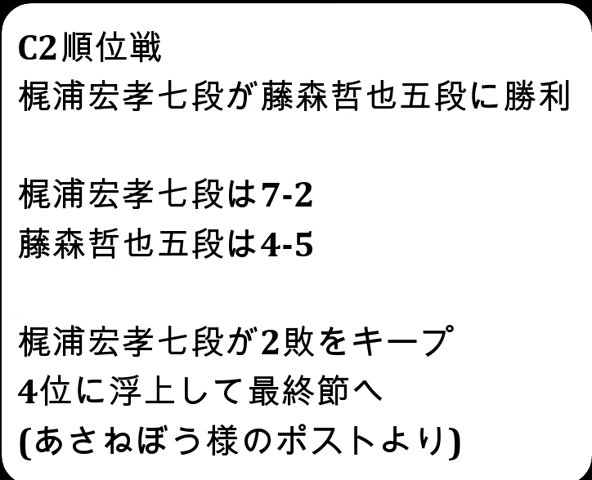 C2順位戦
梶浦宏孝七段が藤森哲也五段に勝利
梶浦宏孝七段は7-2
藤森哲也五段は4-5
梶浦宏孝七段が2敗をキープ
4位に浮上して最終節へ
(あさねぼう様のポストより)